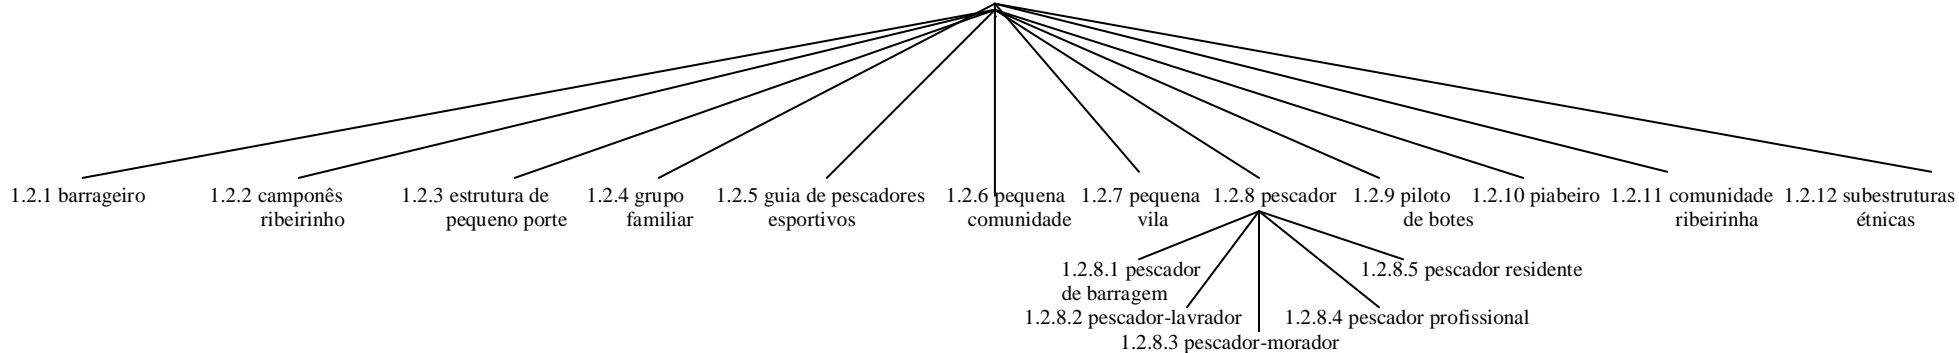 1.2.1 barrageiro
1.2.2 camponês
ribeirinho
1.2.3 estrutura de
pequeno porte
1.2.4 grupo
familiar
1.2.5 guia de pescadores
esportivos
1.2.6 pequena
comunidade
1.2.7 pequena
vila
1.2.8 pescador
1.2.9 piloto
de botes
1.2.10 piabeiro
1.2.11 comunidade
ribeirinha
1.2.12 subestruturas
étnicas
1.2.8.1 pescador
de barragem
1.2.8.2 pescador-lavrador
1.2.8.3 pescador-morador
1.2.8.4 pescador profissional
1.2.8.5 pescador residente